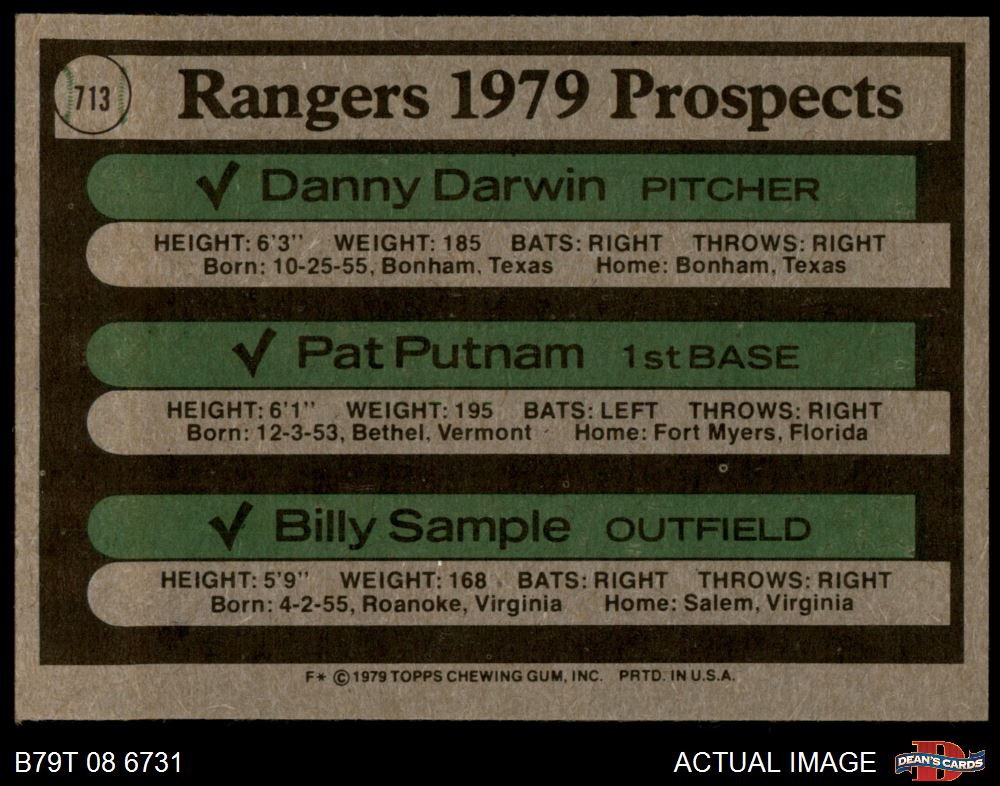 713
Rangers 1979 Prospects
✓ Danny Darwin PITCHER
HEIGHT: 6'3" WEIGHT: 185 BATS: RIGHT THROWS: RIGHT
Born: 10-25-55, Bonham, Texas Home: Bonham, Texas
✓ Pat Putnam 1st BASE
HEIGHT: 6'1" WEIGHT: 195 BATS: LEFT THROWS: RIGHT
Born: 12-3-53, Bethel, Vermont Home: Fort Myers, Florida
✓ Billy Sample OUTFIELD
HEIGHT: 5'9" WEIGHT: 168 BATS: RIGHT THROWS: RIGHT
Born: 4-2-55, Roanoke, Virginia Home: Salem, Virginia
F* © 1979 TOPPS CHEWING GUM, INC. PRTD. IN U.S.A.
B79T 08 6731
ACTUAL IMAGE
D
DEAN'S CARDS